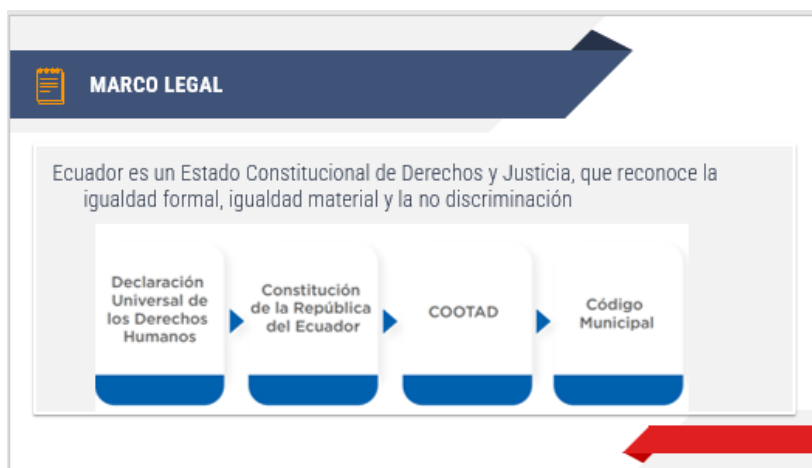 MARCO LEGAL
Ecuador es un Estado Constitucional de Derechos y Justicia, que reconoce la
igualdad formal, igualdad material y la no discriminación
Declaración
Universal de
los Derechos
Humanos
Constitución
de la República
del Ecuador
COOTAD
Código
Municipal